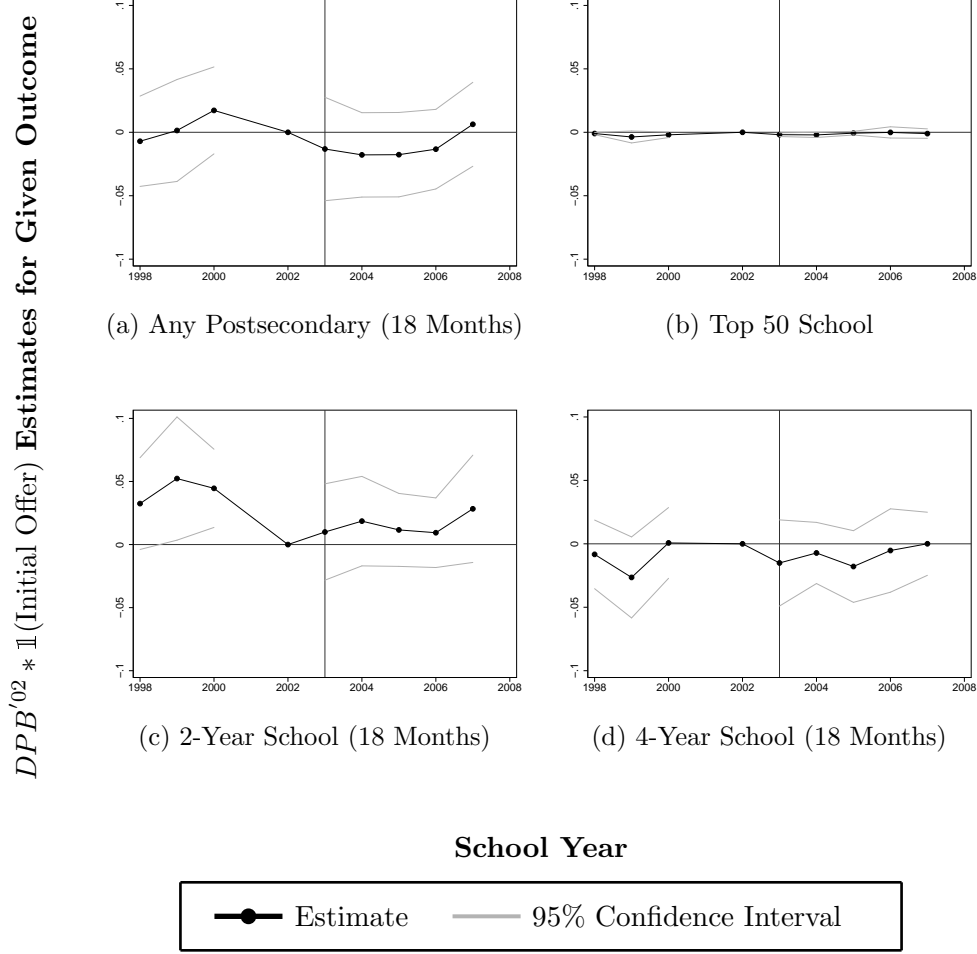 DPB'02 * 𝟙(Initial Offer) Estimates for Given Outcome
.1
.05
0
−.05
−.1
1998 2000 2002 2004 2006 2008
(a) Any Postsecondary (18 Months)
.1
.05
0
−.05
−.1
1998 2000 2002 2004 2006 2008
(b) Top 50 School
.1
.05
0
−.05
−.1
1998 2000 2002 2004 2006 2008
(c) 2-Year School (18 Months)
.1
.05
0
−.05
−.1
1998 2000 2002 2004 2006 2008
(d) 4-Year School (18 Months)
School Year
Estimate 95% Confidence Interval